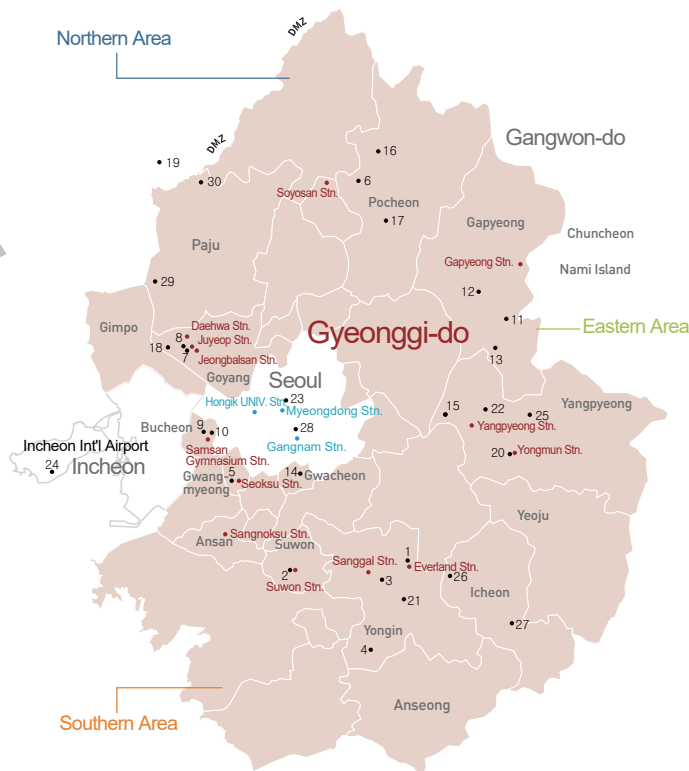 DMZ
Northern Area
Gangwon-do
DMZ
16
19
30
Soyosan Stn.
6
Pocheon
17
Gapyeong
Chuncheon
Paju
Gapyeong Stn.
Nami Island
29
12
Gimpo
Daehwa Stn.
8
Juyeop Stn.
18
7
Jeongbalsan Stn.
Gyeonggi-do
11
Eastern Area
13
Goyang
Seoul
23
Hongik UNIV. Stn.
Myeongdong Stn.
15
22
25
Yangpyeong
Bucheon
9
10
28
Gangnam Stn.
Yangpyeong Stn.
Incheon Int'l Airport
24
Incheon
Samsan
Gymnasium Stn.
20
Yongmun Stn.
5
Gwang-
myeong
Seoksu Stn.
14
Gwacheon
Yeoju
Ansan
Sangnoksu Stn.
Suwon
2
Suwon Stn.
Sanggal Stn.
3
1
Everland Stn.
26
Icheon
21
27
Yongin
4
Anseong
Southern Area